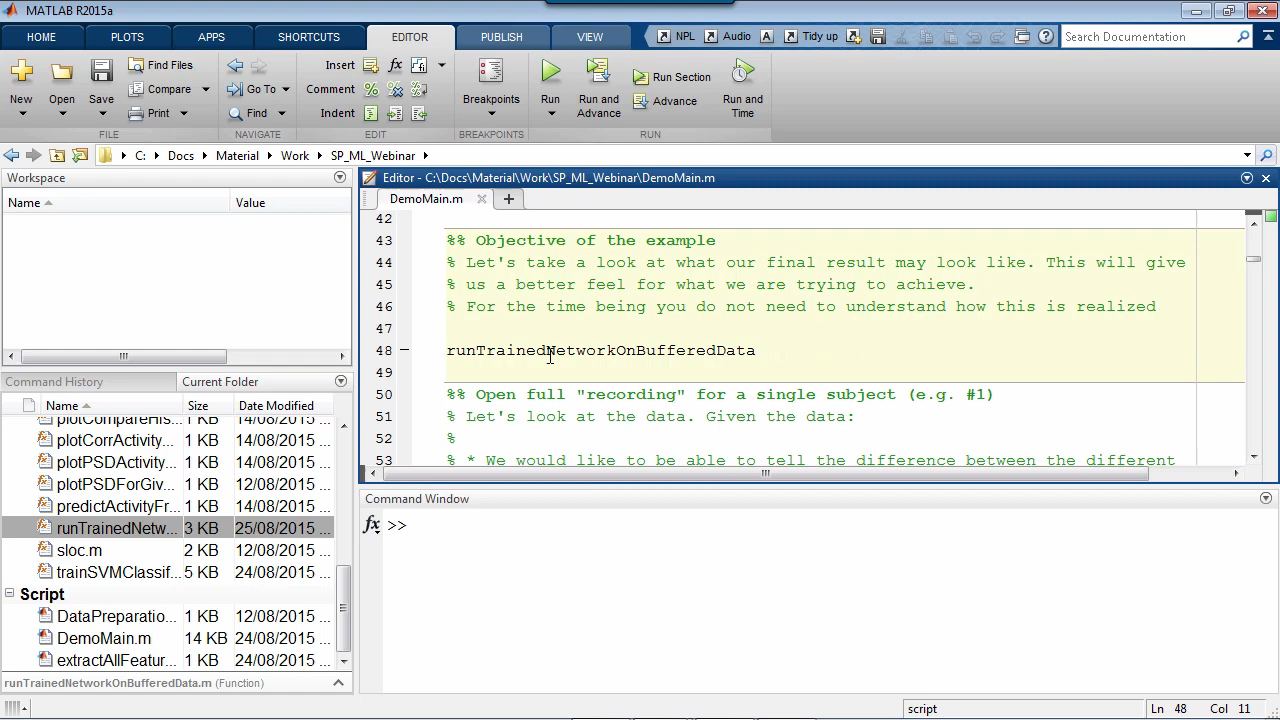 MATLAB R2015a
HOME PLOTS APPS SHORTCUTS EDITOR PUBLISH VIEW NPL Audio A Tidy up Search Documentation
New Open Save Find Files Compare Print
Go To Find
Insert Comment Indent
Breakpoints
Run Run and Advance Run Section Advance Run and Time
FILE NAVIGATE EDIT BREAKPOINTS RUN
C: Docs Material Work SP_ML_Webinar
Workspace
Name Value
Command History Current Folder
Name Size Date Modified
plotCompareHis... 1 KB 14/08/2015 ...
plotCorrActivity... 1 KB 14/08/2015 ...
plotPSDActivity... 1 KB 14/08/2015 ...
plotPSDForGiv... 1 KB 12/08/2015 ...
predictActivityFr... 1 KB 14/08/2015 ...
runTrainedNetw... 3 KB 25/08/2015 ...
sloc.m 2 KB 12/08/2015 ...
trainSVMClassif... 5 KB 24/08/2015 ...
Script
DataPreparatio... 1 KB 12/08/2015 ...
DemoMain.m 14 KB 24/08/2015 ...
extractAllFeatur... 1 KB 24/08/2015 ...
runTrainedNetworkOnBufferedData.m (Function)
Editor - C:\Docs\Material\Work\SP_ML_Webinar\DemoMain.m
DemoMain.m
42
43 %% Objective of the example
44 % Let's take a look at what our final result may look like. This will give
45 % us a better feel for what we are trying to achieve.
46 % For the time being you do not need to understand how this is realized
47
48 runTrainedNetworkOnBufferedData
49
50 %% Open full "recording" for a single subject (e.g. #1)
51 % Let's look at the data. Given the data:
52 %
53 % * We would like to be able to tell the difference between the different
Command Window
fx >>
script Ln 48 Col 11